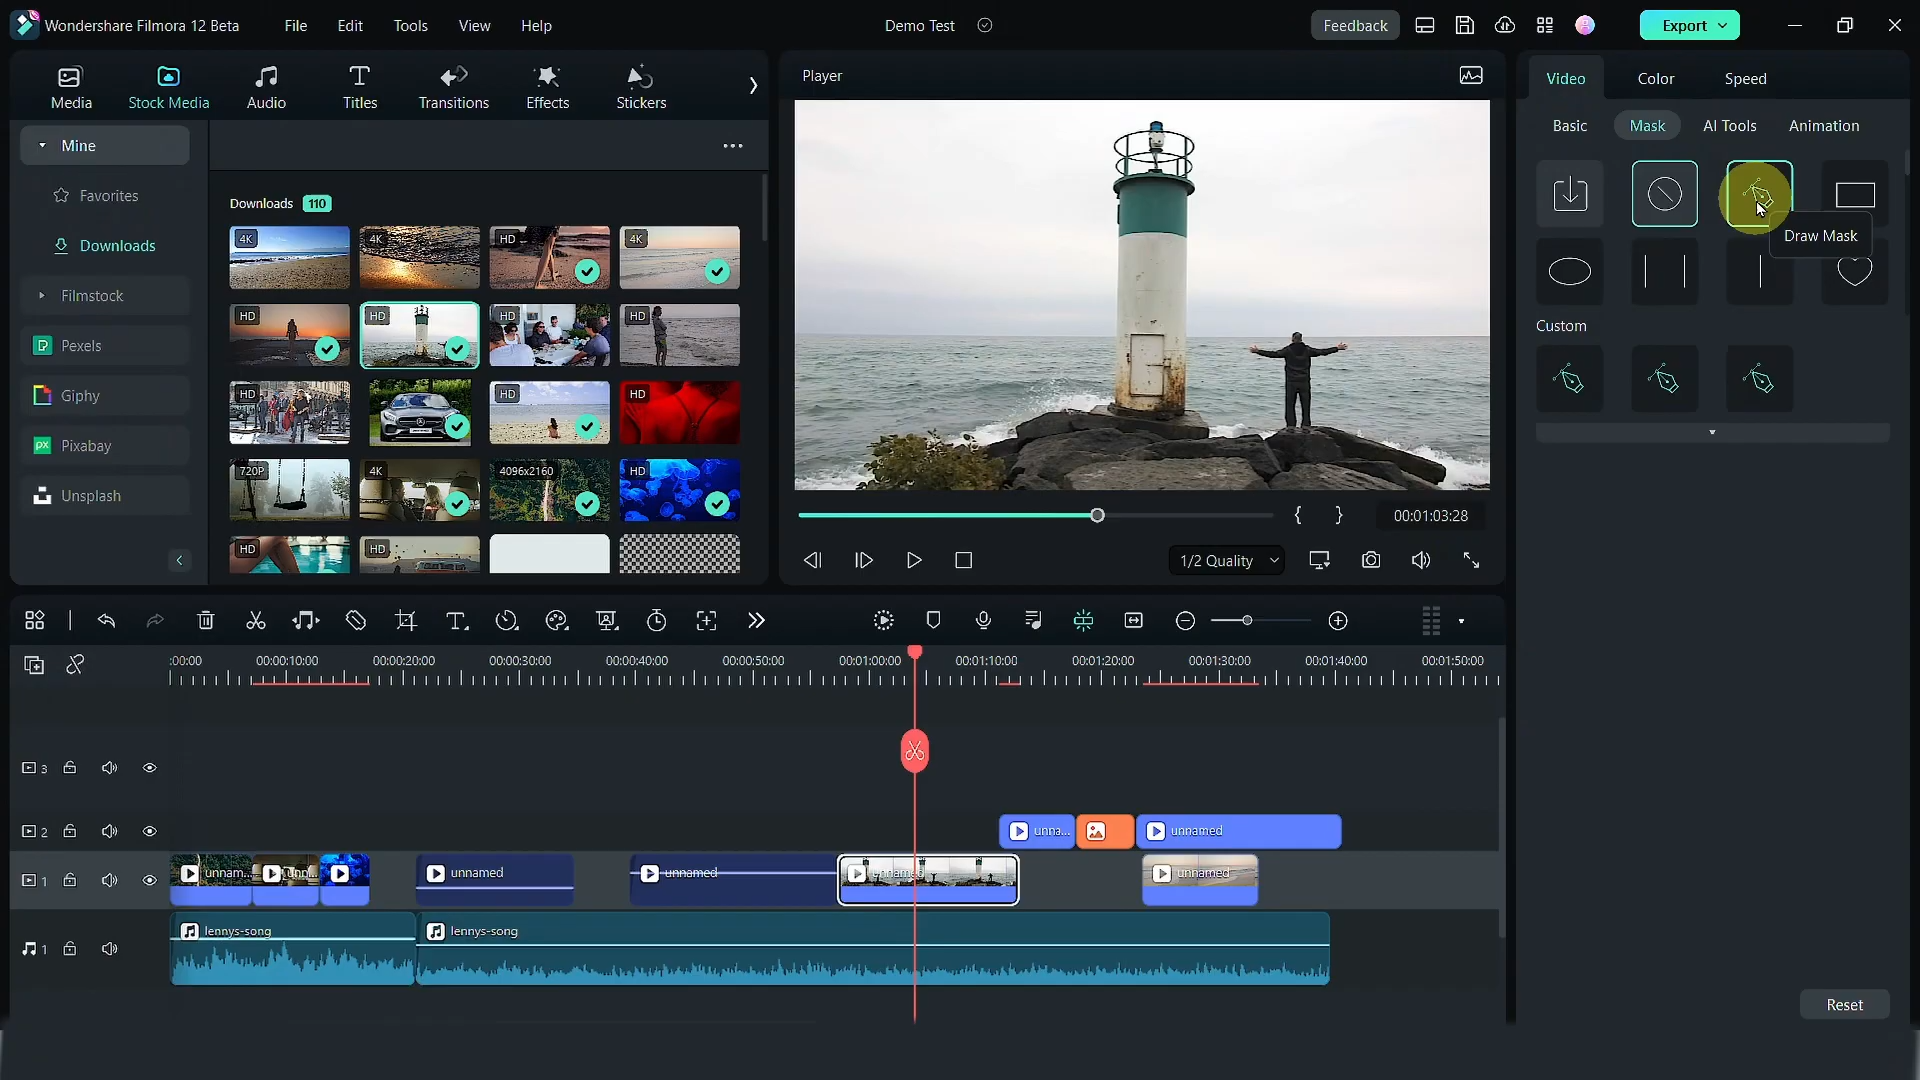 Wondershare Filmora 12 Beta
File
Edit
Tools
View
Help
Demo Test
Feedback
Export
Media
Stock Media
Audio
Titles
Transitions
Effects
Stickers
Player
Video
Color
Speed
Mine
Favorites
Downloads
Filmstock
Pexels
Giphy
Pixabay
Unsplash
Downloads 110
4K
4K
HD
4K
HD
HD
HD
HD
HD
HD
HD
720P
4K
4096x2160
HD
HD
HD
Basic
Mask
AI Tools
Animation
Draw Mask
Custom
00:01:03:28
1/2 Quality
:00:00
00:00:10:00
00:00:20:00
00:00:30:00
00:00:40:00
00:00:50:00
00:01:00:00
00:01:10:00
00:01:20:00
00:01:30:00
00:01:40:00
00:01:50:00
3
2
unna...
unnamed
1
unnam...
unn...
unnamed
unnamed
unnamed
unnamed
1
lennys-song
lennys-song
Reset